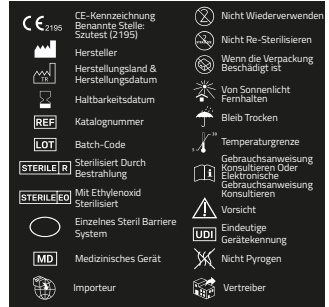 CE 2195
CE-Kennzeichnung
Benannte Stelle:
Szutest (2195)
Hersteller
TR
Herstellungsland &
Herstellungsdatum
Haltbarkeitsdatum
REF Katalognummer
LOT Batch-Code
STERILE R Sterilisiert Durch
Bestrahlung
STERILE EO Mit Ethylenoxid
Sterilisiert
Einzelnes Steril Barriere
System
MD Medizinisches Gerät
Importeur
2 Nicht Wiederverwenden
Nicht Re-Sterilisieren
Wenn die Verpackung
Beschädigt ist
Von Sonnenlicht
Fernhalten
Bleib Trocken
Temperaturgrenze
Gebrauchsanweisung
Konsultieren Oder
Elektronische
Gebrauchsanweisung
Konsultieren
Vorsicht
UDI Eindeutige
Gerätekennung
Nicht Pyrogen
Vertreiber